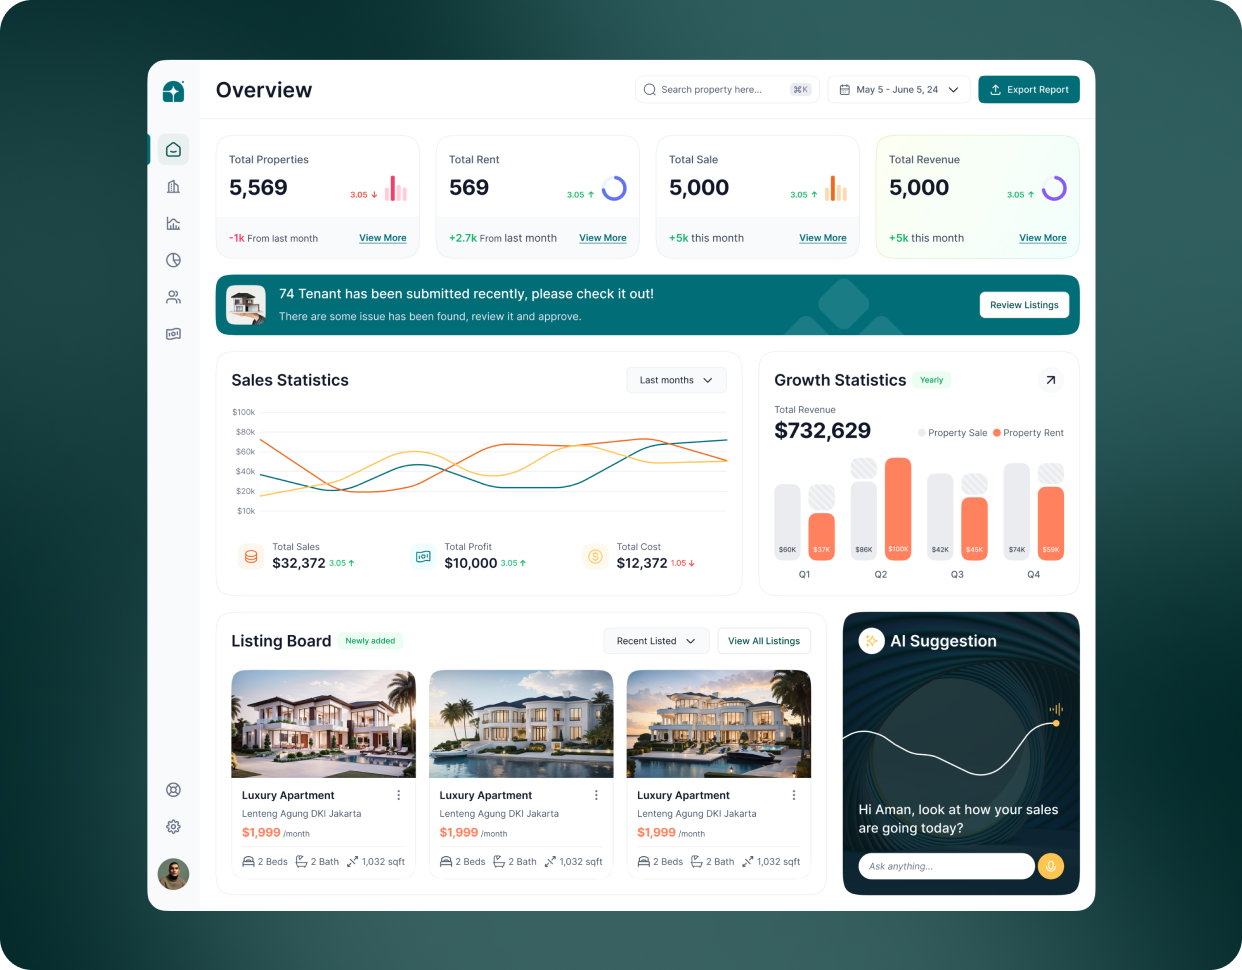 Overview
Search property here...
⌘K
May 5 - June 5, 24
Export Report
Total Properties
5,569
3.05 ↓
-1k From last month
View More
Total Rent
569
3.05 ↑
+2.7k From last month
View More
Total Sale
5,000
3.05 ↑
+5k this month
View More
Total Revenue
5,000
3.05 ↑
+5k this month
View More
74 Tenant has been submitted recently, please check it out!
There are some issue has been found, review it and approve.
Review Listings
Sales Statistics
Last months
$100k
$80k
$60k
$40k
$20k
$10k
Total Sales
$32,372 3.05 ↑
Total Profit
$10,000 3.05 ↑
Total Cost
$12,372 1.05 ↓
Growth Statistics
Yearly
Total Revenue
$732,629
Property Sale
Property Rent
$60K
$37K
$86K
$100K
$42K
$45K
$74K
$59K
Q1
Q2
Q3
Q4
Listing Board
Newly added
Recent Listed
View All Listings
Luxury Apartment
Lenteng Agung DKI Jakarta
$1,999 /month
2 Beds
2 Bath
1,032 sqft
Luxury Apartment
Lenteng Agung DKI Jakarta
$1,999 /month
2 Beds
2 Bath
1,032 sqft
Luxury Apartment
Lenteng Agung DKI Jakarta
$1,999 /month
2 Beds
2 Bath
1,032 sqft
AI Suggestion
Hi Aman, look at how your sales
are going today?
Ask anything...